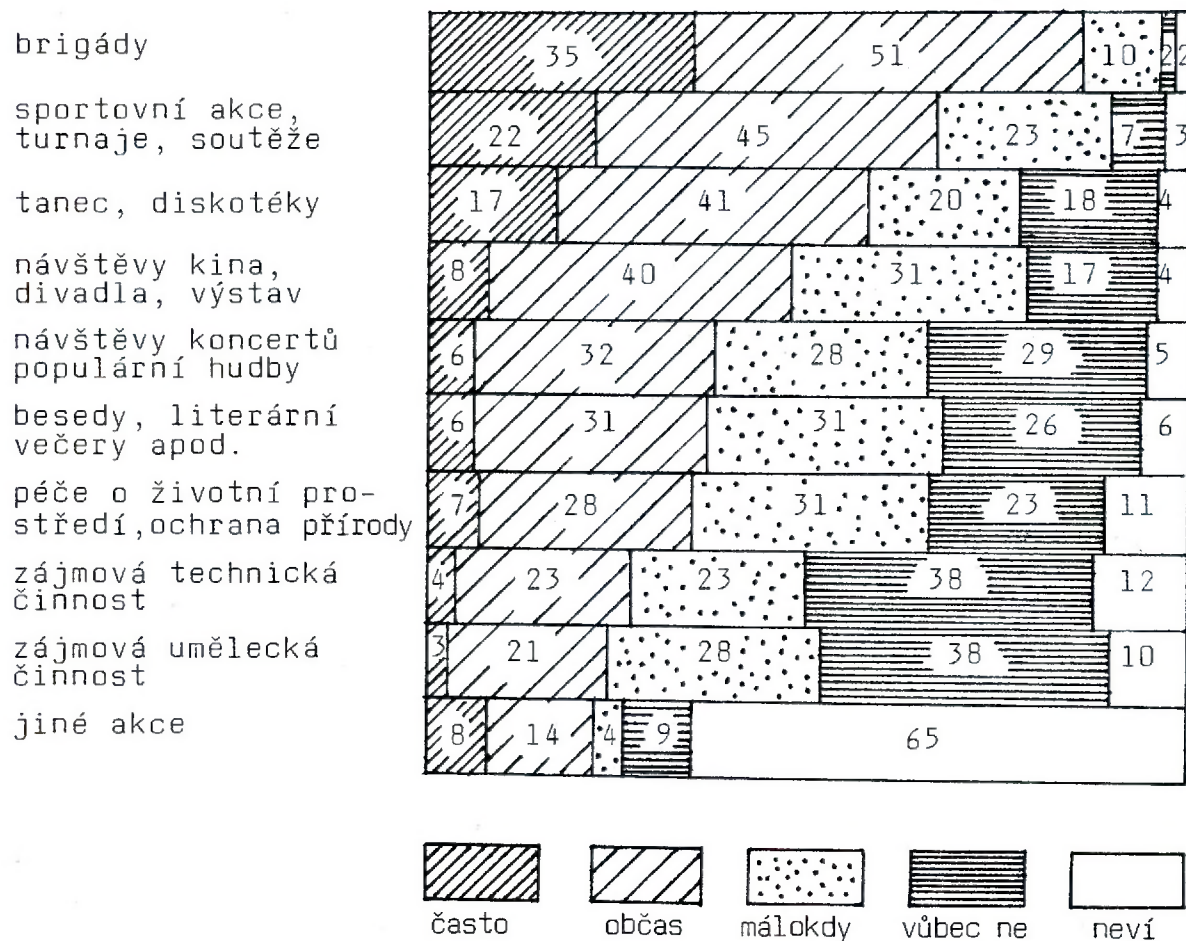 brigády
35 51 10 2 2
sportovní akce,
turnaje, soutěže
22 45 23 7 3
tanec, diskotéky
17 41 20 18 4
návštěvy kina,
divadla, výstav
8 40 31 17 4
návštěvy koncertů
populární hudby
6 32 28 29 5
besedy, literární
večery apod.
6 31 31 26 6
péče o životní pro-
středí,ochrana přírody
7 28 31 23 11
zájmová technická
činnost
4 23 23 38 12
zájmová umělecká
činnost
3 21 28 38 10
jiné akce
8 14 4 9 65
často občas málokdy vůbec ne neví